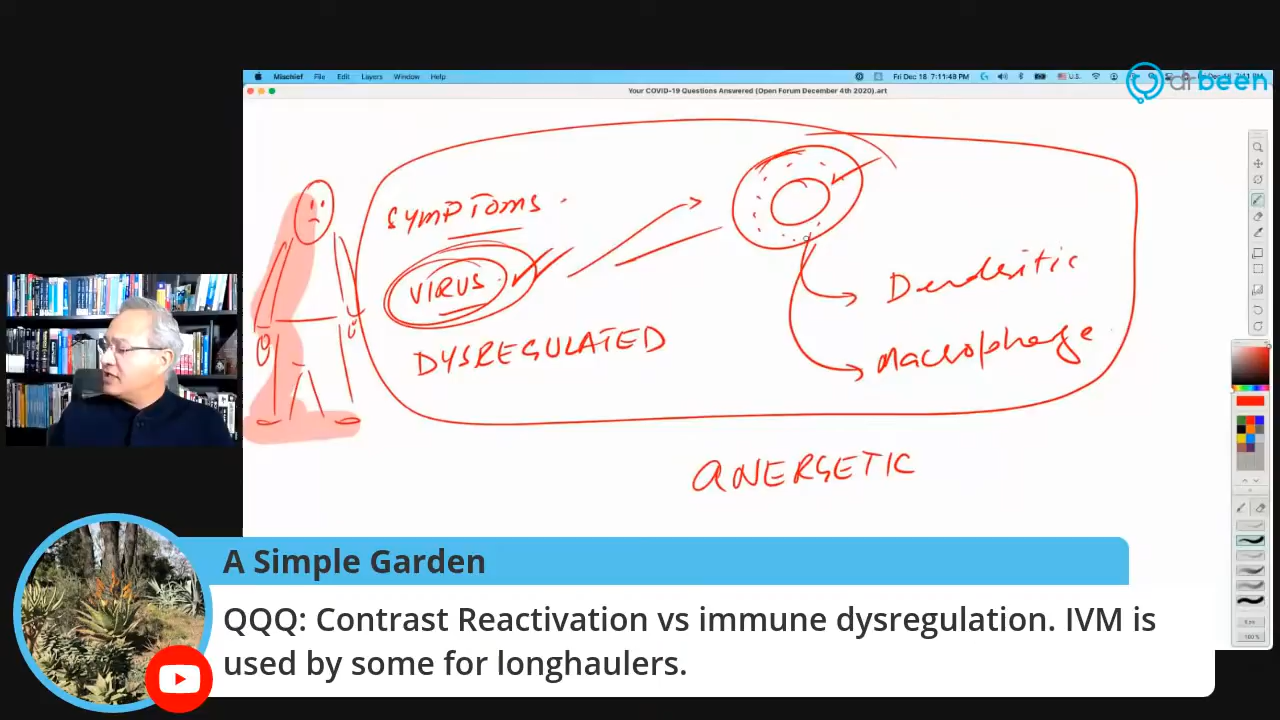 Mischief File Edit Layers Window Help
U.S. Fri Dec 18 7:11:48 PM
drbeen
Your COVID-19 Questions Answered (Open Forum December 4th 2020).art
SYMPTOMS.
VIRUS.
DYSREGULATED
Dendritic
Macrophage
ANERGETIC
100 %
A Simple Garden
QQQ: Contrast Reactivation vs immune dysregulation. IVM is
used by some for longhaulers.